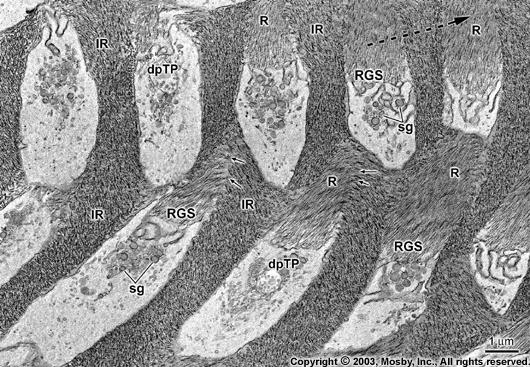 R
IR
R
IR
dpTP
RGS
sg
R
R
IR
RGS
IR
RGS
dpTP
sg
1 µm
Copyright © 2003, Mosby, Inc., All rights reserved.